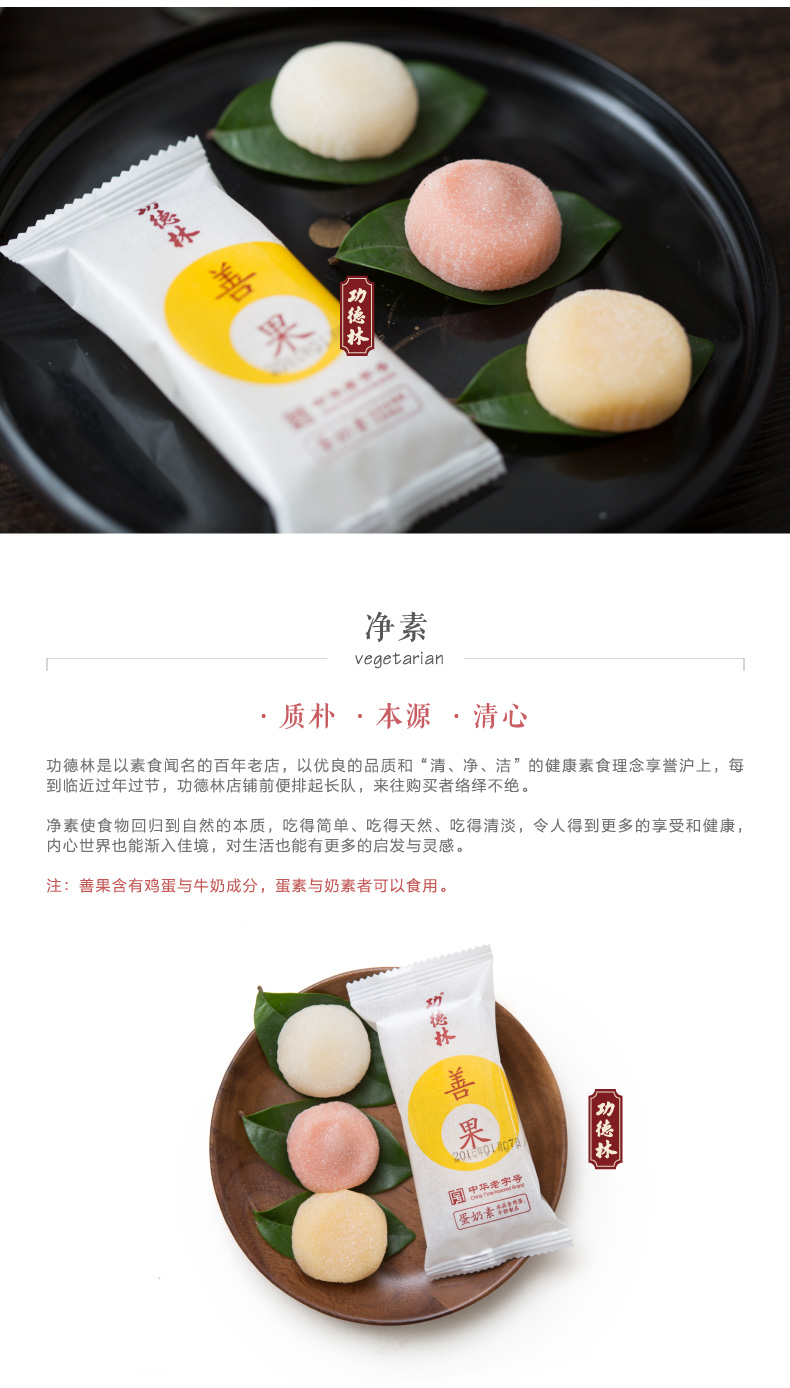 功德林
善
果
功德林
中华老字号
蛋奶素
净素
vegetarian
·质朴 ·本源 ·清心
功德林是以素食闻名的百年老店，以优良的品质和“清、净、洁”的健康素食理念享誉沪上，每
到临近过年过节，功德林店铺前便排起长队，来往购买者络绎不绝。
净素使食物回归到自然的本质，吃得简单、吃得天然、吃得清淡，令人得到更多的享受和健康，
内心世界也能渐入佳境，对生活也能有更多的启发与灵感。
注：善果含有鸡蛋与牛奶成分，蛋素与奶素者可以食用。
功德林
善
果
中华老字号
China Time-honored Brand
蛋奶素
功德林